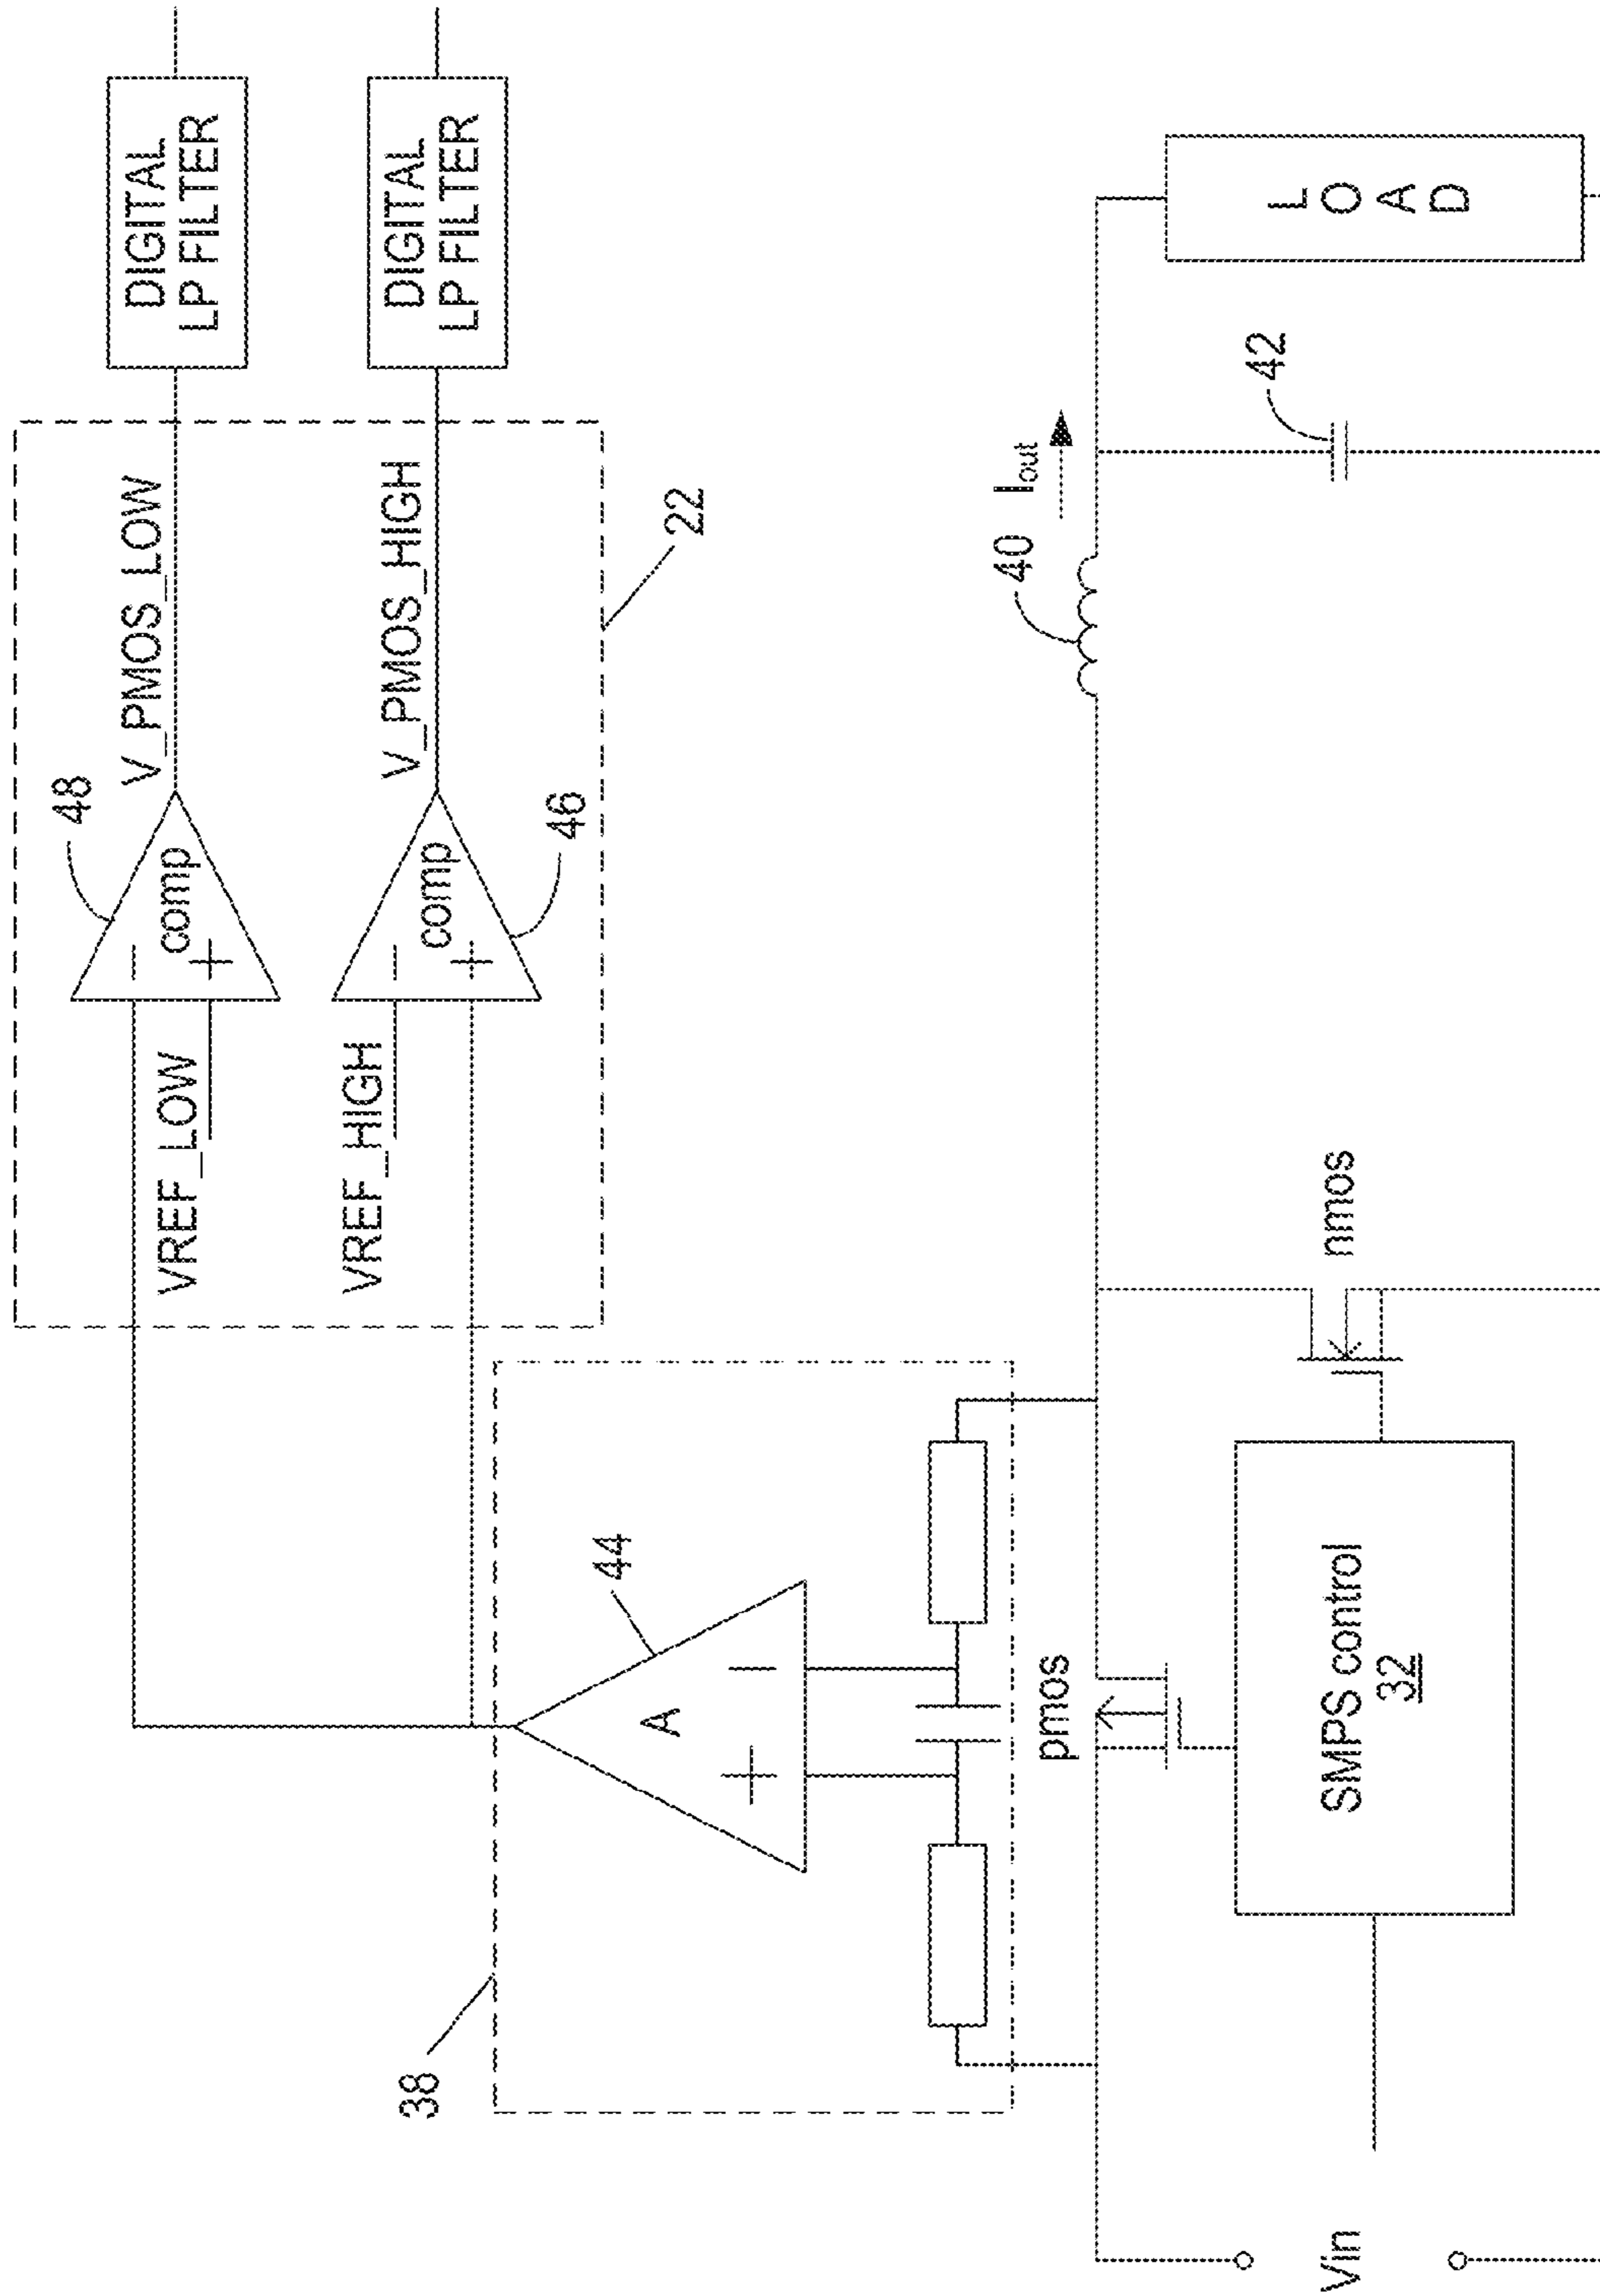 48
V_PMOS_LOW
DIGITAL
LP FILTER
−
comp
+
VREF_LOW
VREF_HIGH
−
comp
+
V_PMOS_HIGH
DIGITAL
LP FILTER
46
22
38
44
A
+
−
pmos
40
Iout
42
LOAD
Vin
SMPS control
32
nmos